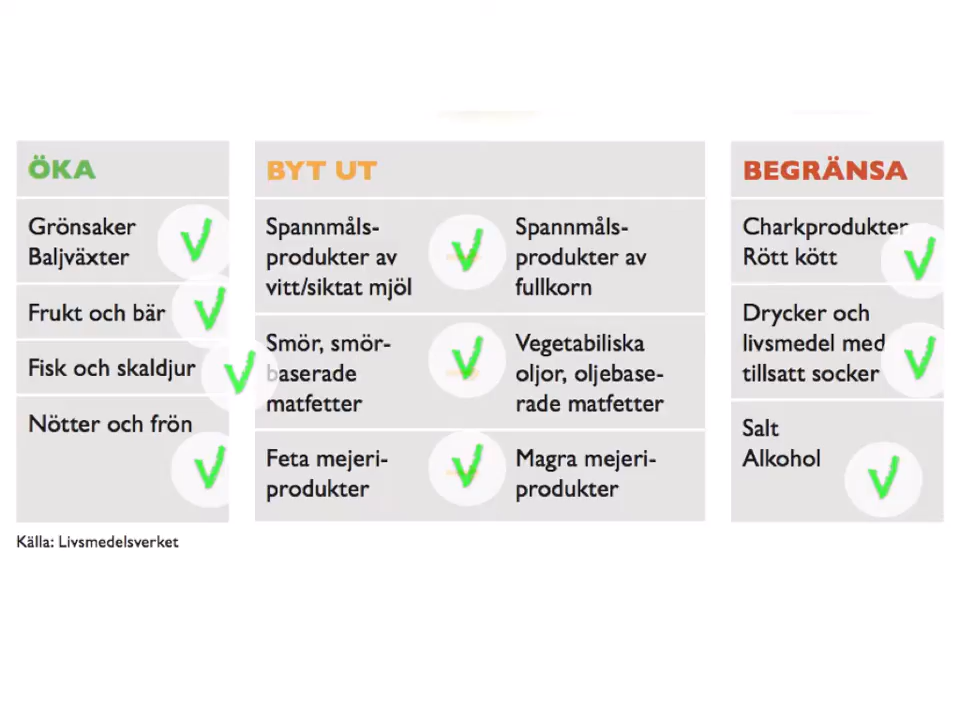 ÖKA
Grönsaker
Baljväxter
Frukt och bär
Fisk och skaldjur
Nötter och frön
BYT UT
Spannmåls-
produkter av
vitt/siktat mjöl
Spannmåls-
produkter av
fullkorn
Smör, smör-
baserade
matfetter
Vegetabiliska
oljor, oljebase-
rade matfetter
Feta mejeri-
produkter
Magra mejeri-
produkter
BEGRÄNSA
Charkprodukter
Rött kött
Drycker och
livsmedel med
tillsatt socker
Salt
Alkohol
Källa: Livsmedelsverket